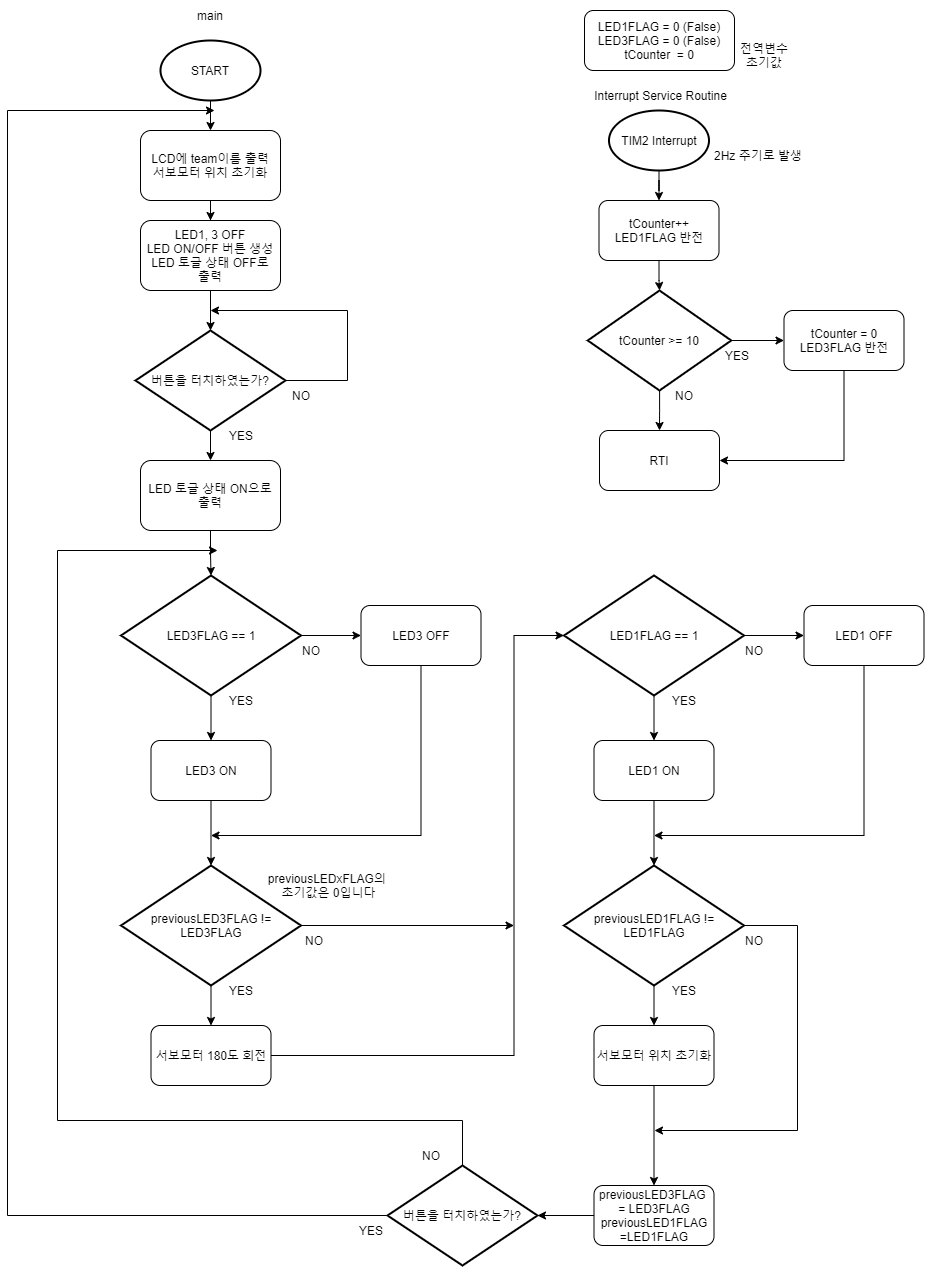 main
START
LCD에 team이름 출력
서보모터 위치 초기화
LED1, 3 OFF
LED ON/OFF 버튼 생성
LED 토글 상태 OFF로
출력
버튼을 터치하였는가?
NO
YES
LED 토글 상태 ON으로
출력
LED3FLAG == 1
NO
LED3 OFF
YES
LED3 ON
previousLEDxFLAG의
초기값은 0입니다
previousLED3FLAG !=
LED3FLAG
NO
YES
서보모터 180도 회전
LED1FLAG = 0 (False)
LED3FLAG = 0 (False)
tCounter = 0
전역변수
초기값
Interrupt Service Routine
TIM2 Interrupt
2Hz 주기로 발생
tCounter++
LED1FLAG 반전
tCounter >= 10
YES
tCounter = 0
LED3FLAG 반전
NO
RTI
LED1FLAG == 1
NO
LED1 OFF
YES
LED1 ON
previousLED1FLAG !=
LED1FLAG
NO
YES
서보모터 위치 초기화
previousLED3FLAG
= LED3FLAG
previousLED1FLAG
=LED1FLAG
버튼을 터치하였는가?
NO
YES